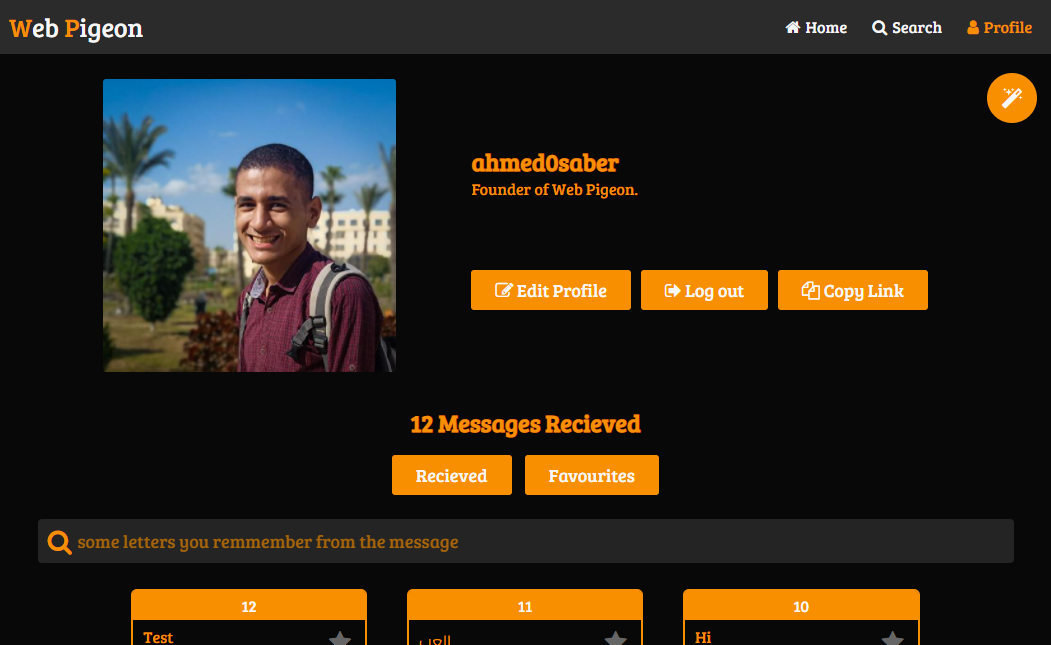 Web Pigeon
Home Search Profile
ahmed0saber
Founder of Web Pigeon.
Edit Profile Log out Copy Link
12 Messages Recieved
Recieved Favourites
some letters you remmember from the message
12 11 10
Test Hi